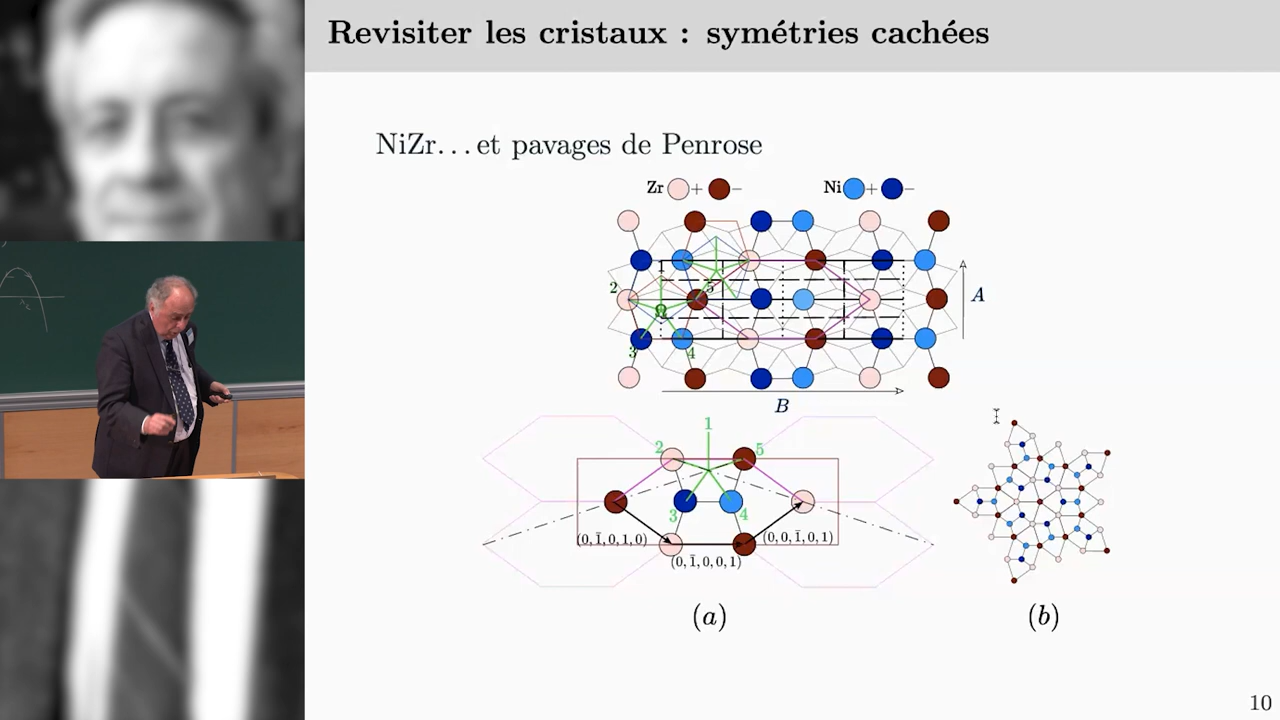 Revisiter les cristaux : symétries cachées
NiZr...et pavages de Penrose
Zr + − Ni + −
1
2
5
3
4
A
B
1
2
5
3
4
(0, 1̄, 0, 1, 0)
(0, 1̄, 0, 0, 1)
(0, 0, 1̄, 0, 1)
(a)
(b)
10